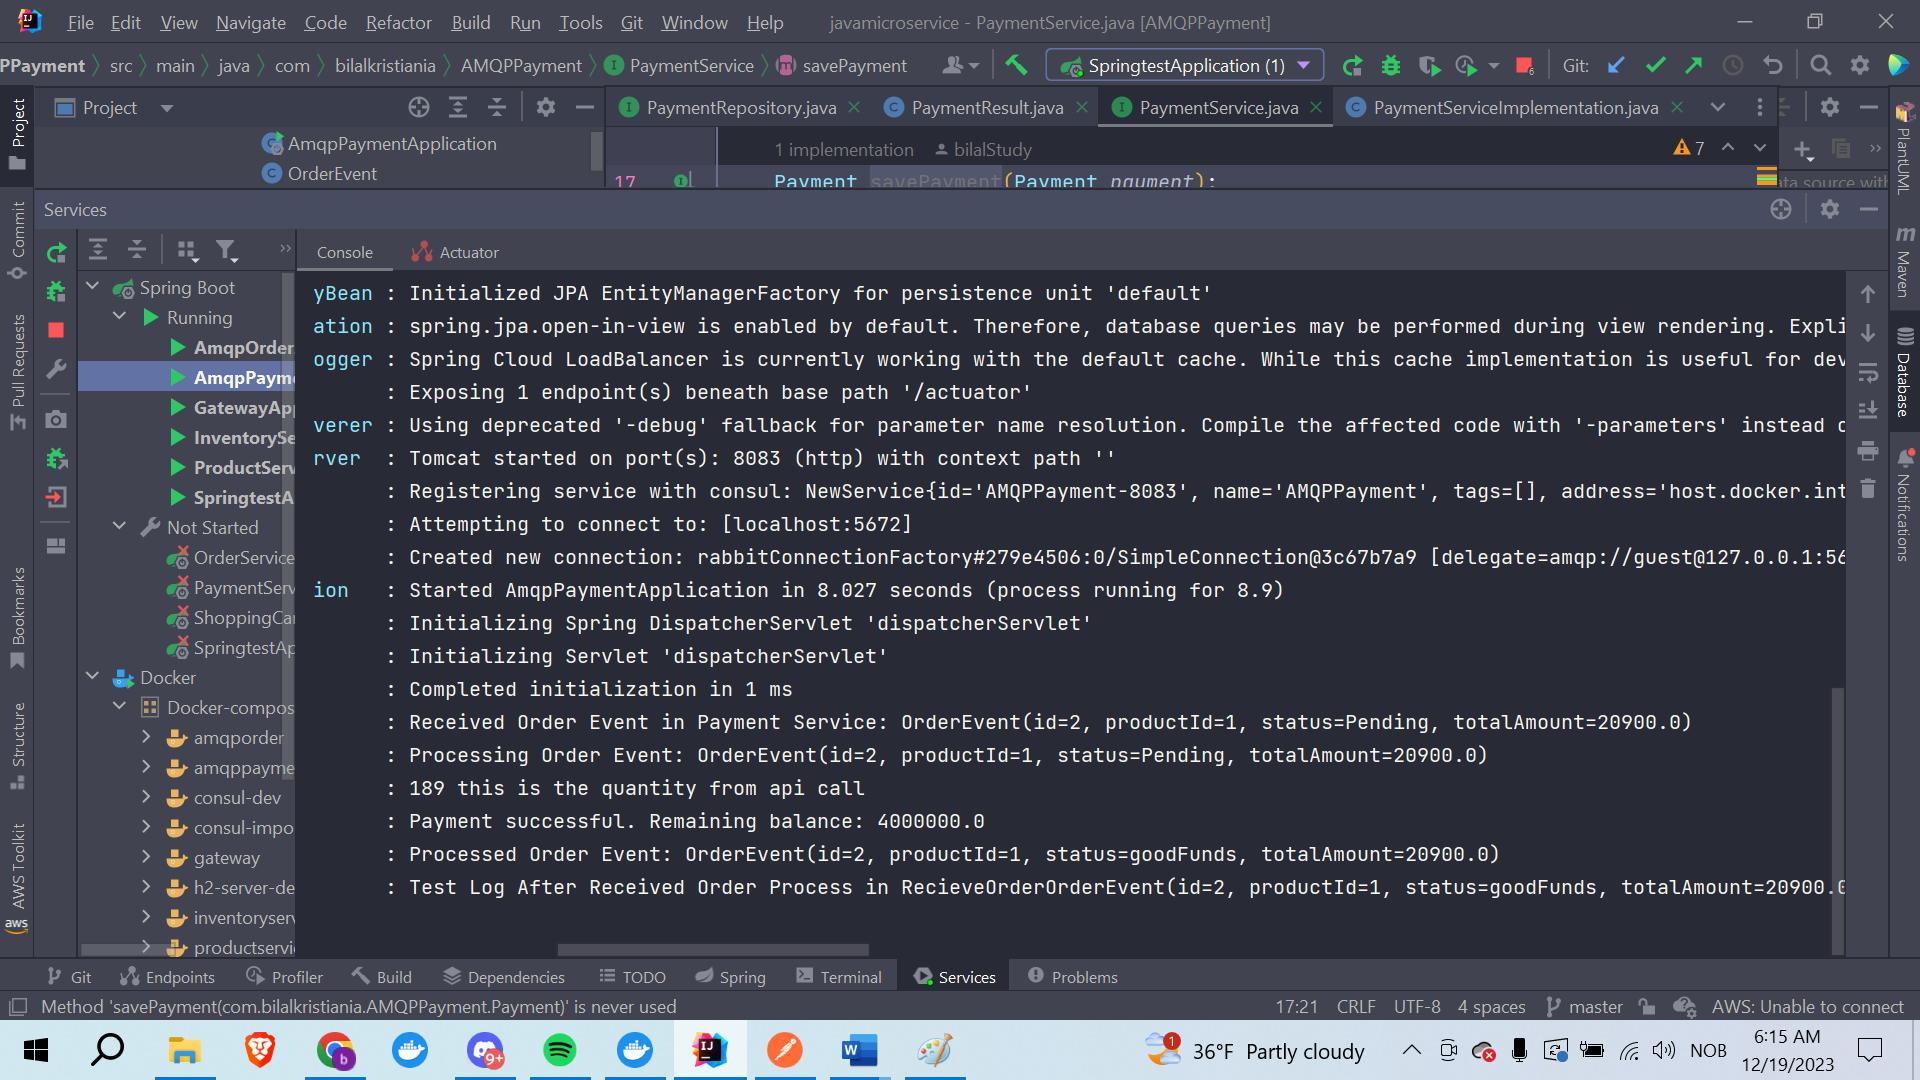 File Edit View Navigate Code Refactor Build Run Tools Git Window Help javamicroservice - PaymentService.java [AMQPPayment]
PPayment src main java com bilalkristiania AMQPPayment PaymentService savePayment SpringtestApplication (1) Git:
Project PaymentRepository.java PaymentResult.java PaymentService.java PaymentServiceImplementation.java
AmqpPaymentApplication
OrderEvent
1 implementation bilalStudy 7
17 Payment savePayment(Payment payment);
ata source with
Services
Console Actuator
Spring Boot
Running
AmqpOrder
AmqpPayme
GatewayApp
InventorySe
ProductServ
SpringtestA
Not Started
OrderService
PaymentServ
ShoppingCa
SpringtestAp
Docker
Docker-compos
amqporder
amqppayme
consul-dev
consul-impo
gateway
h2-server-de
inventoryserv
productservi
yBean : Initialized JPA EntityManagerFactory for persistence unit 'default'
ation : spring.jpa.open-in-view is enabled by default. Therefore, database queries may be performed during view rendering. Expli
ogger : Spring Cloud LoadBalancer is currently working with the default cache. While this cache implementation is useful for dev
: Exposing 1 endpoint(s) beneath base path '/actuator'
verer : Using deprecated '-debug' fallback for parameter name resolution. Compile the affected code with '-parameters' instead o
rver : Tomcat started on port(s): 8083 (http) with context path ''
: Registering service with consul: NewService{id='AMQPPayment-8083', name='AMQPPayment', tags=[], address='host.docker.int
: Attempting to connect to: [localhost:5672]
: Created new connection: rabbitConnectionFactory#279e4506:0/SimpleConnection@3c67b7a9 [delegate=amqp://guest@127.0.0.1:56
ion : Started AmqpPaymentApplication in 8.027 seconds (process running for 8.9)
: Initializing Spring DispatcherServlet 'dispatcherServlet'
: Initializing Servlet 'dispatcherServlet'
: Completed initialization in 1 ms
: Received Order Event in Payment Service: OrderEvent(id=2, productId=1, status=Pending, totalAmount=20900.0)
: Processing Order Event: OrderEvent(id=2, productId=1, status=Pending, totalAmount=20900.0)
: 189 this is the quantity from api call
: Payment successful. Remaining balance: 4000000.0
: Processed Order Event: OrderEvent(id=2, productId=1, status=goodFunds, totalAmount=20900.0)
: Test Log After Received Order Process in RecieveOrderOrderEvent(id=2, productId=1, status=goodFunds, totalAmount=20900.0
Project
Commit
Pull Requests
Bookmarks
Structure
AWS Toolkit
aws
PlantUML
m Maven
Database
Notifications
Git Endpoints Profiler Build Dependencies TODO Spring Terminal Services Problems
Method 'savePayment(com.bilalkristiania.AMQPPayment.Payment)' is never used 17:21 CRLF UTF-8 4 spaces master AWS: Unable to connect
b 9+ IJ W 1 36°F Partly cloudy NOB 6:15 AM
12/19/2023